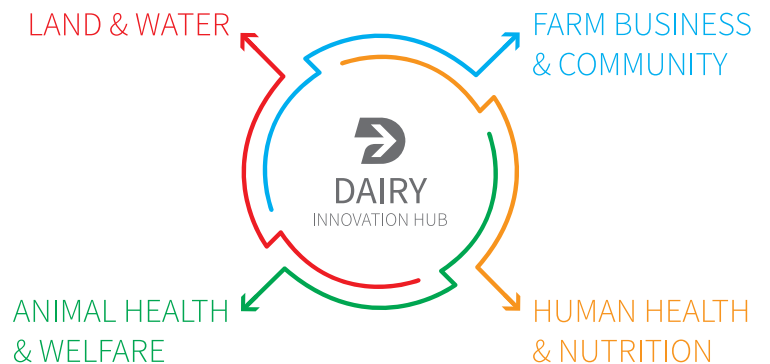 LAND & WATER
FARM BUSINESS
& COMMUNITY
DAIRY
INNOVATION HUB
ANIMAL HEALTH
& WELFARE
HUMAN HEALTH
& NUTRITION